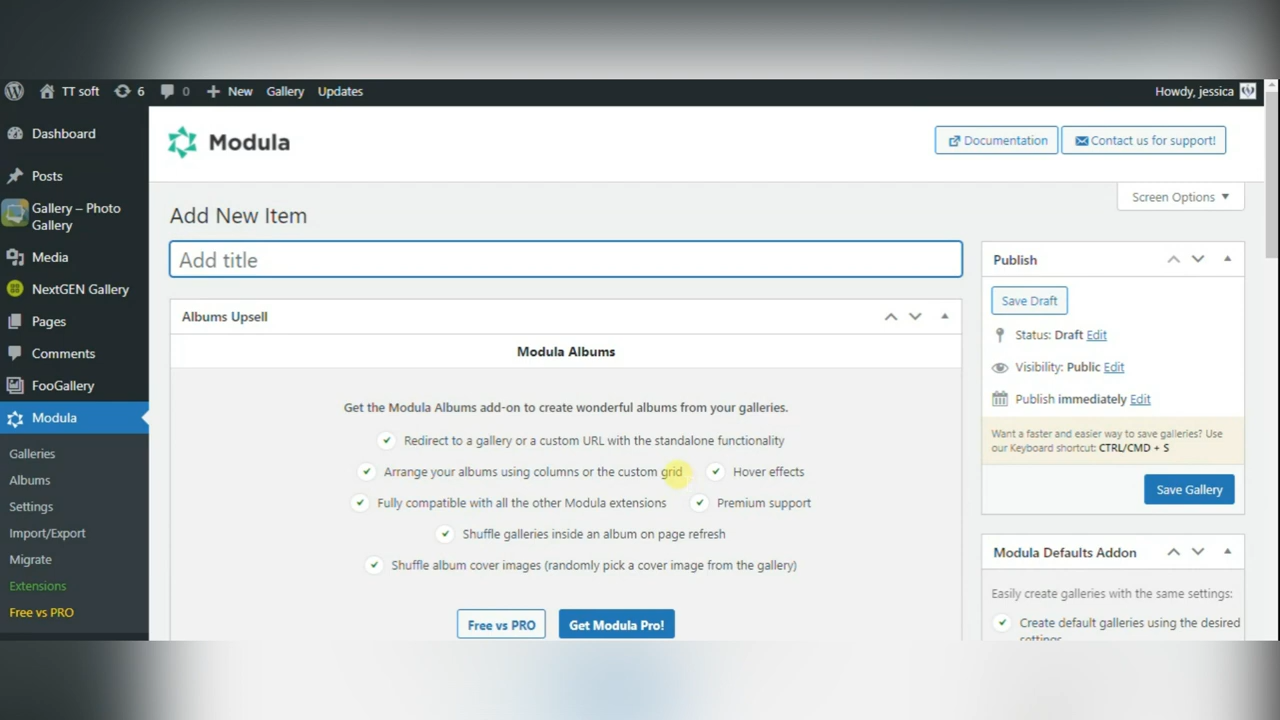 TT soft 6 0 New Gallery Updates Howdy, jessica
Dashboard
Posts
Gallery – Photo
Gallery
Media
NextGEN Gallery
Pages
Comments
FooGallery
Modula
Galleries
Albums
Settings
Import/Export
Migrate
Extensions
Free vs PRO
Modula
Documentation
Contact us for support!
Screen Options
Add New Item
Add title
Albums Upsell
Modula Albums
Get the Modula Albums add-on to create wonderful albums from your galleries.
Redirect to a gallery or a custom URL with the standalone functionality
Arrange your albums using columns or the custom grid Hover effects
Fully compatible with all the other Modula extensions Premium support
Shuffle galleries inside an album on page refresh
Shuffle album cover images (randomly pick a cover image from the gallery)
Free vs PRO Get Modula Pro!
Publish
Save Draft
Status: Draft Edit
Visibility: Public Edit
Publish immediately Edit
Want a faster and easier way to save galleries? Use
our Keyboard shortcut: CTRL/CMD + S
Save Gallery
Modula Defaults Addon
Easily create galleries with the same settings:
Create default galleries using the desired
settings.